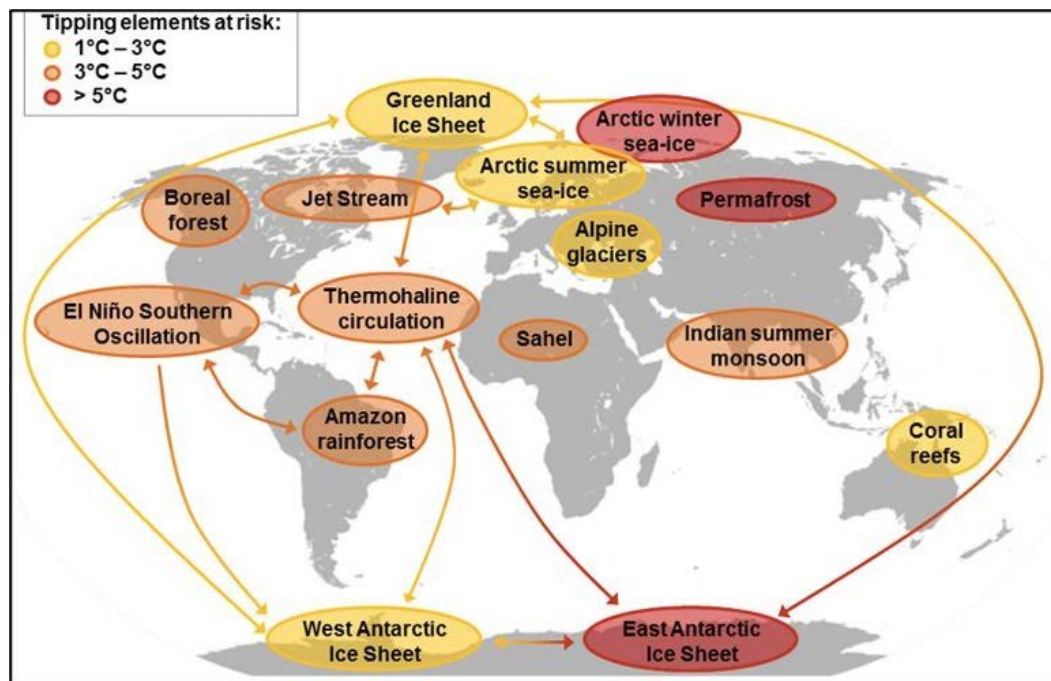 Tipping elements at risk:
1°C – 3°C
3°C – 5°C
> 5°C
Greenland
Ice Sheet
Arctic winter
sea-ice
Arctic summer
sea-ice
Boreal
forest
Jet Stream
Permafrost
Alpine
glaciers
El Niño Southern
Oscillation
Thermohaline
circulation
Sahel
Indian summer
monsoon
Amazon
rainforest
Coral
reefs
West Antarctic
Ice Sheet
East Antarctic
Ice Sheet